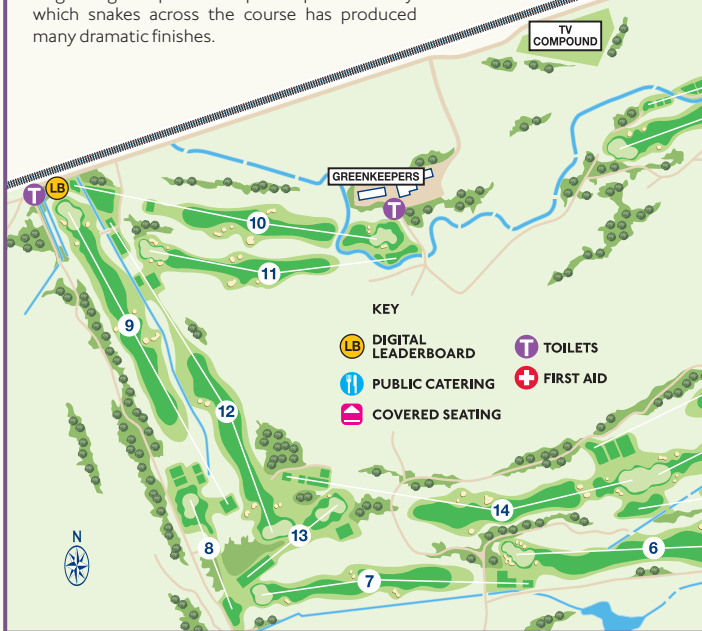 which snakes across the course has produced
many dramatic finishes.
TV
COMPOUND
GREENKEEPERS
T
LB
T
10
11
9
12
KEY
LB DIGITAL
LEADERBOARD
T TOILETS
PUBLIC CATERING
FIRST AID
COVERED SEATING
14
13
8
6
7
N